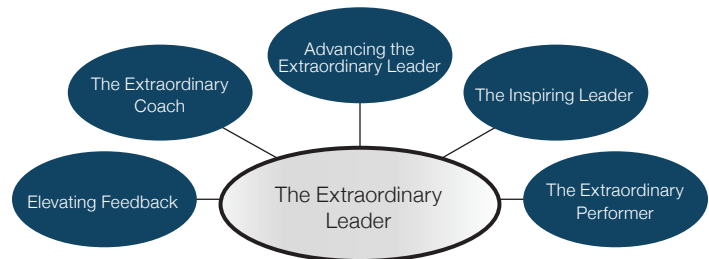 Advancing the
Extraordinary Leader
The Extraordinary
Coach
The Inspiring Leader
Elevating Feedback
The Extraordinary
Leader
The Extraordinary
Performer